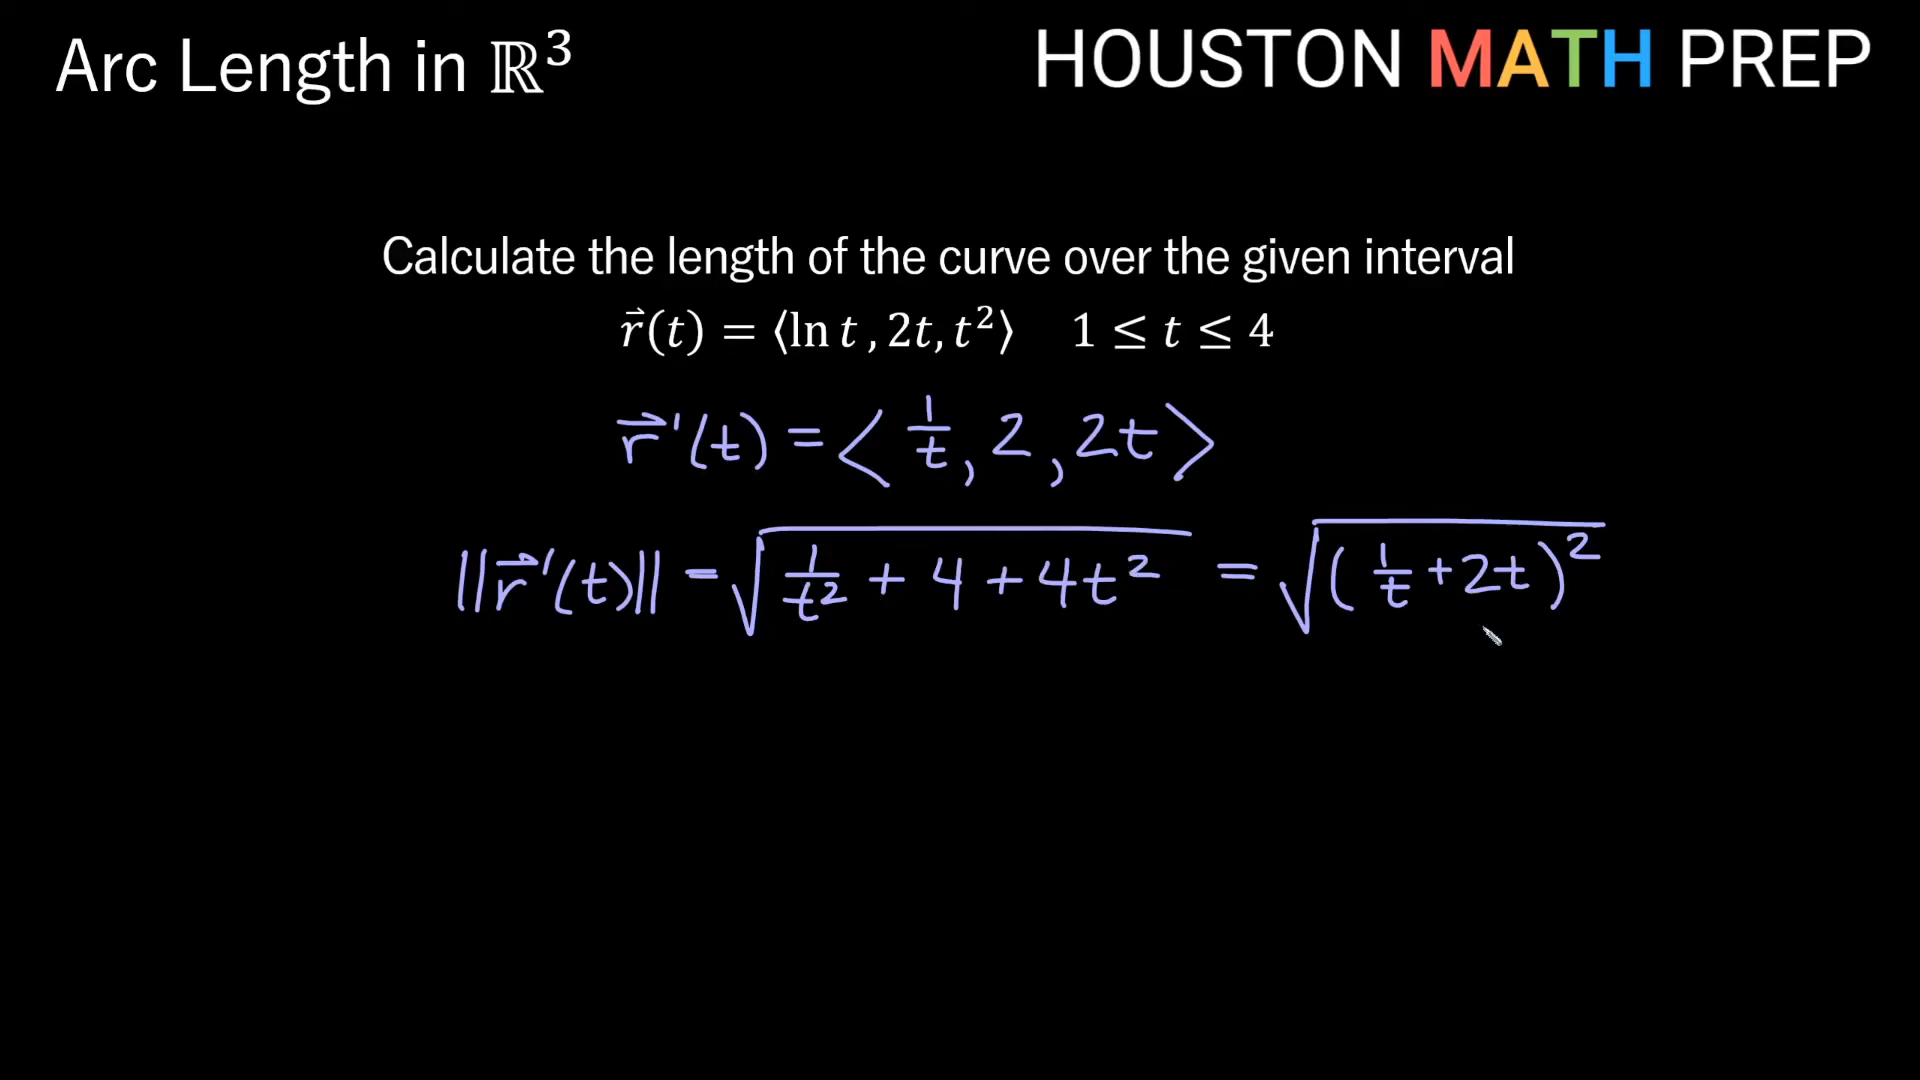 Arc Length in ℝ³
HOUSTON MATH PREP
Calculate the length of the curve over the given interval
r⃗(t) = ⟨ln t , 2t, t²⟩ 1 ≤ t ≤ 4
r⃗ ′(t) = < 1/t , 2 , 2t >
||r⃗ ′(t)|| = √(1/t² + 4 + 4t²) = √((1/t + 2t)²)